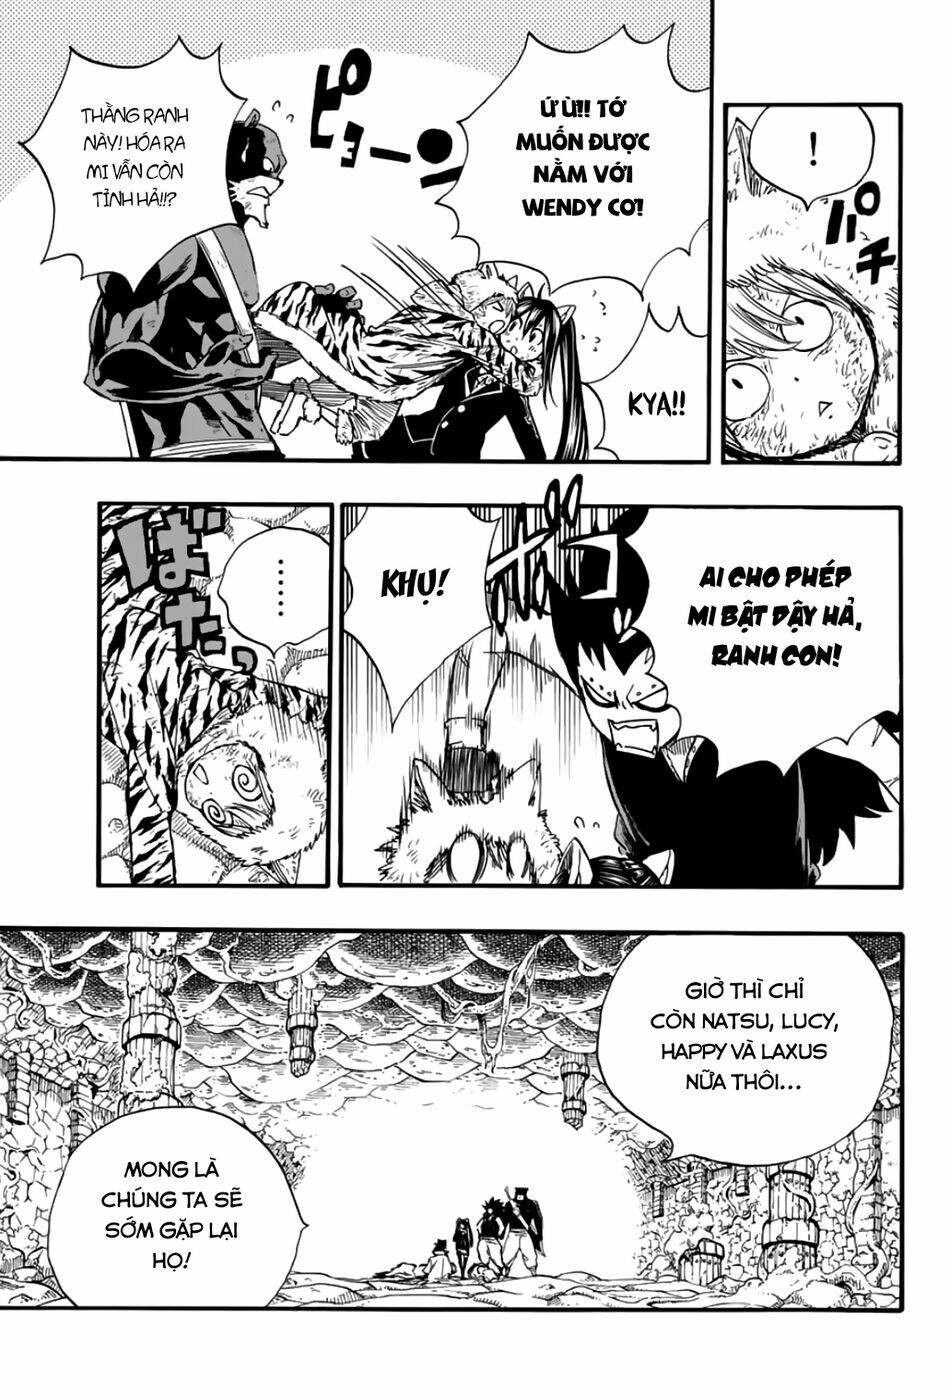 !
パチ
Ứ Ừ!! TỚ
MUỐN ĐƯỢC
NẰM VỚI
WENDY CƠ!
ピョーン
KYA!!
THẰNG RANH
NÀY! HÓA RA
MI VẪN CÒN
TỈNH HẢ!!?
AI CHO PHÉP
MI BẬT DẬY HẢ,
RANH CON!
KHỤ!
......
ばたっ
GIỜ THÌ CHỈ
CÒN NATSU, LUCY,
HAPPY VÀ LAXUS
NỮA THÔI...
MONG LÀ
CHÚNG TA SẼ
SỚM GẶP LẠI
HỌ!